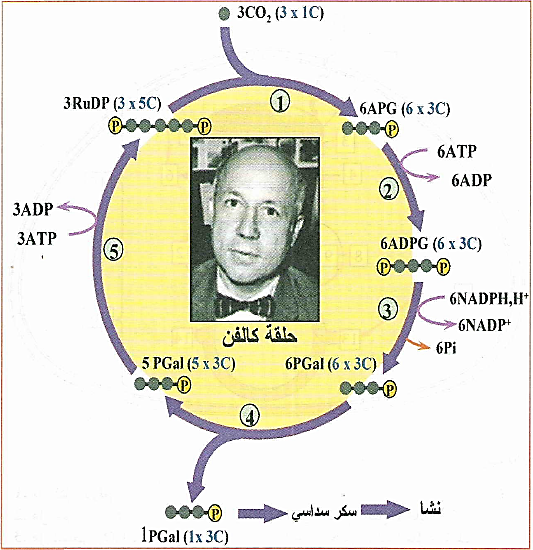 3CO₂ (3 x 1C)
3RuDP (3 x 5C)
P
P
1
6APG (6 x 3C)
P
6ATP
6ADP
2
6ADPG (6 x 3C)
P
P
3
6NADPH,H⁺
6NADP⁺
6Pi
3ADP
3ATP
5
حلقة كالفن
5 PGal (5 x 3C)
P
6PGal (6 x 3C)
P
4
P
سكر سداسي
نشا
1PGal (1x 3C)